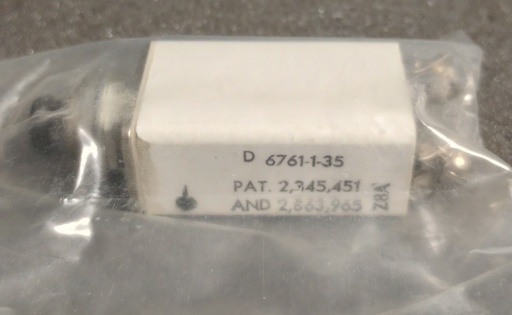 D 6761-1-35
PAT. 2,345,451
AND 2,863,965
Z8A